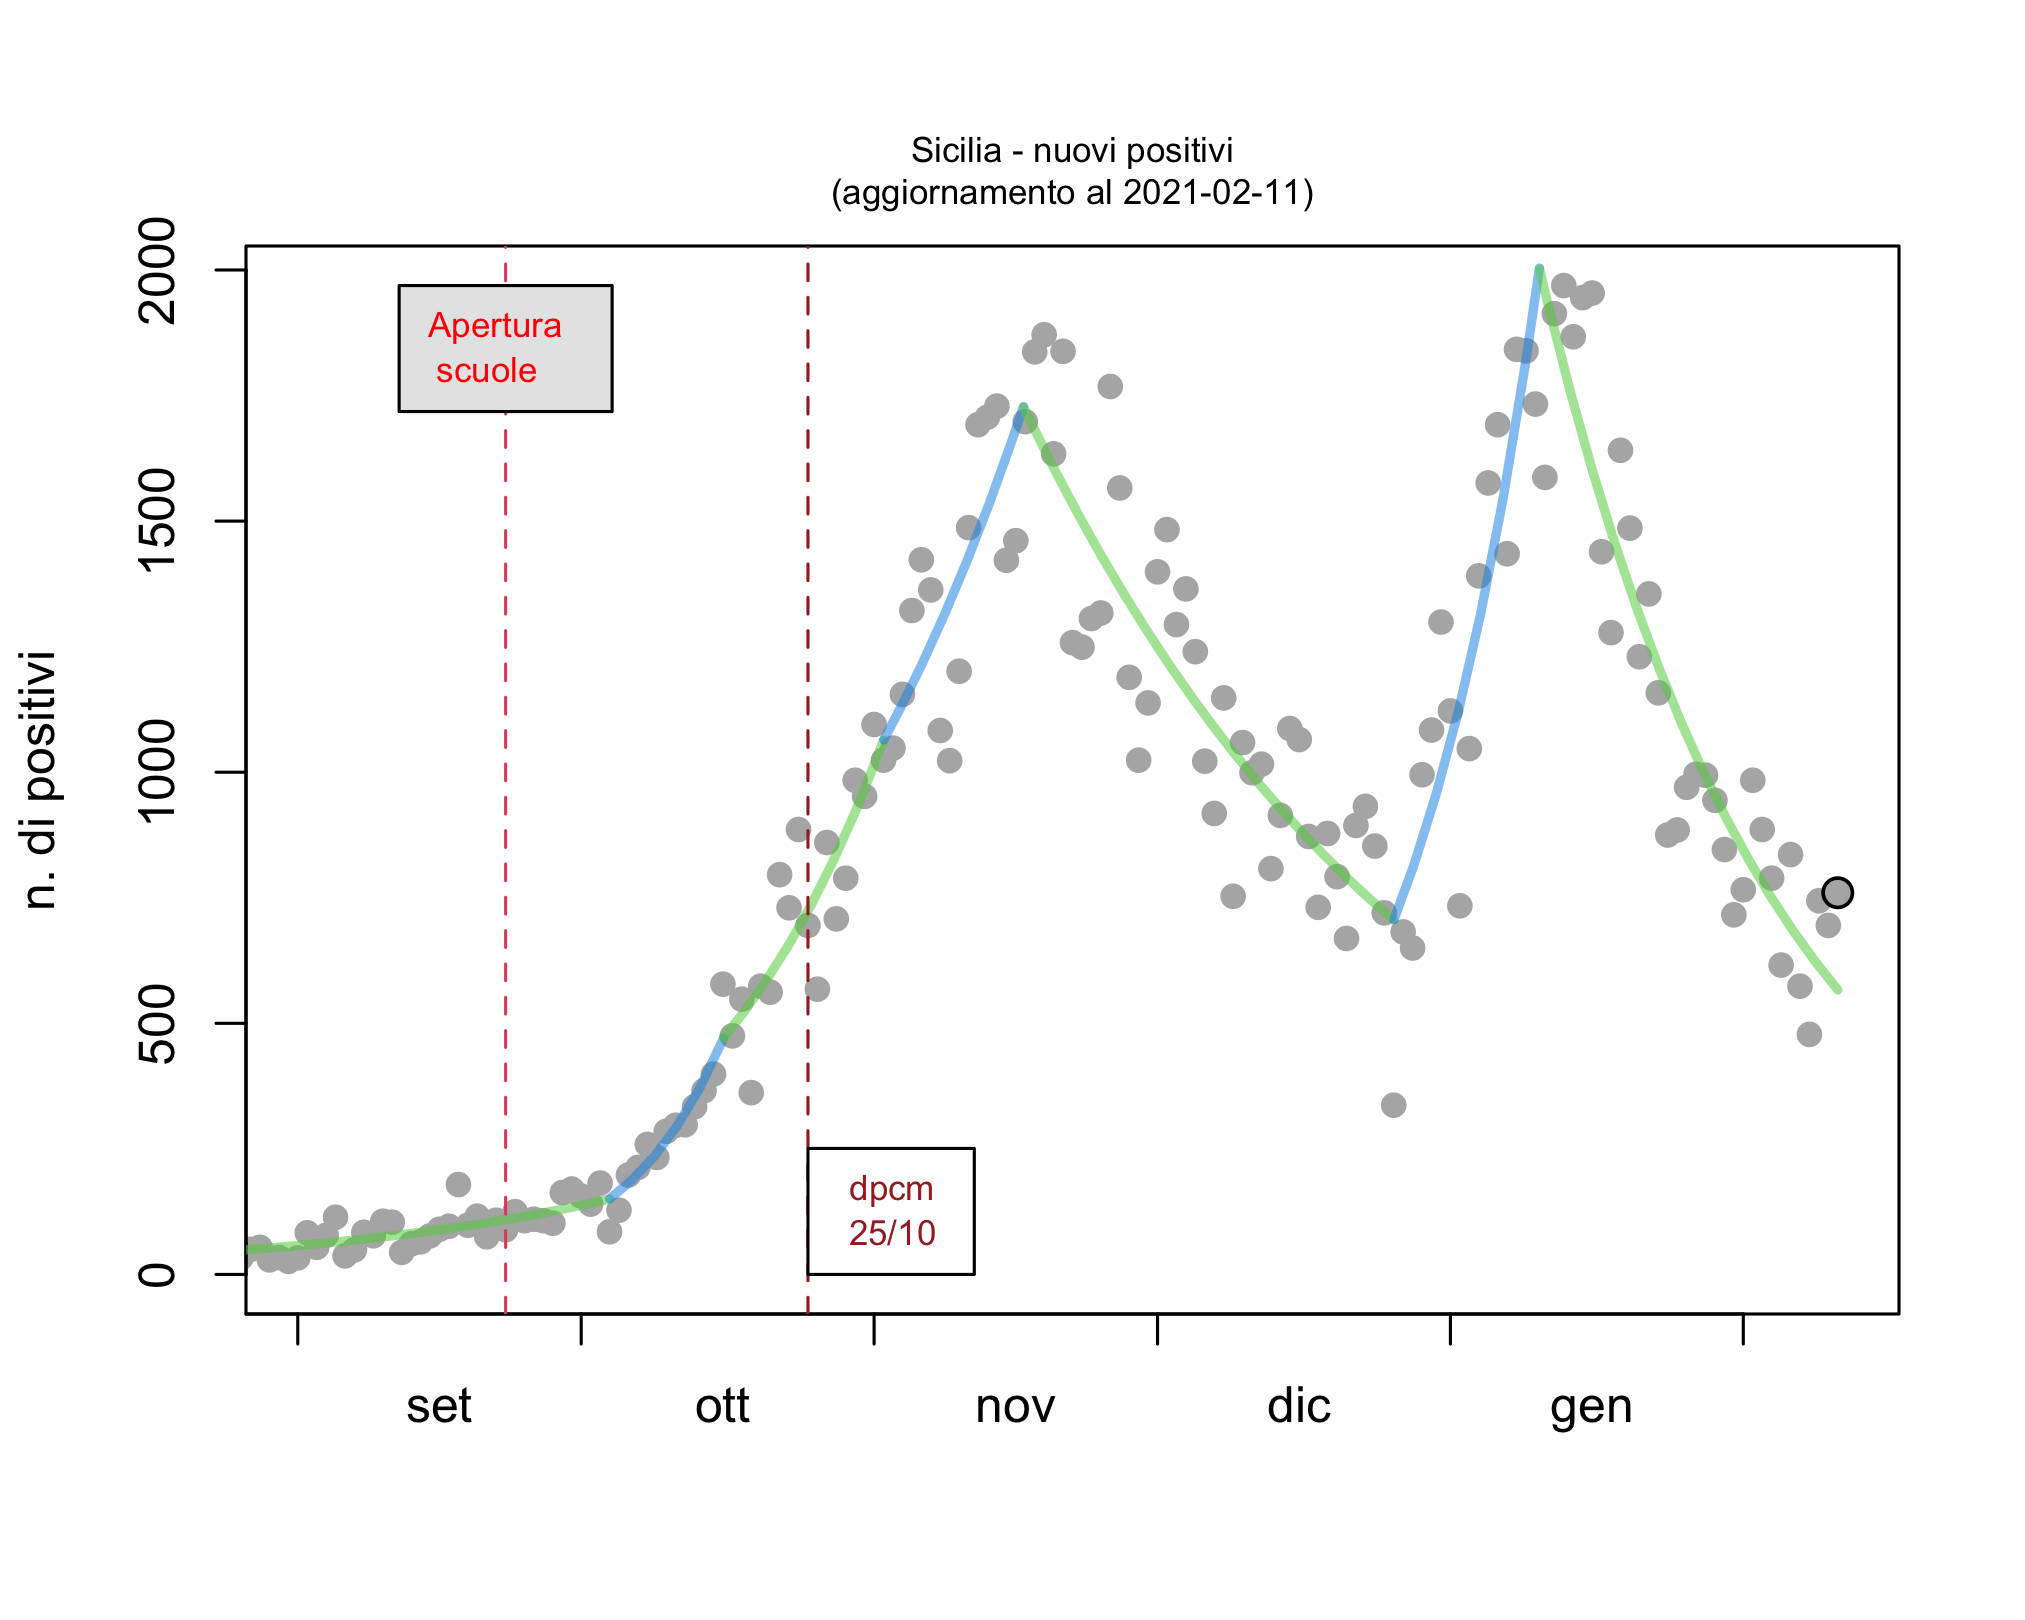 Sicilia - nuovi positivi
(aggiornamento al 2021-02-11)
n. di positivi
2000
1500
1000
500
0
Apertura
scuole
dpcm
25/10
set
ott
nov
dic
gen